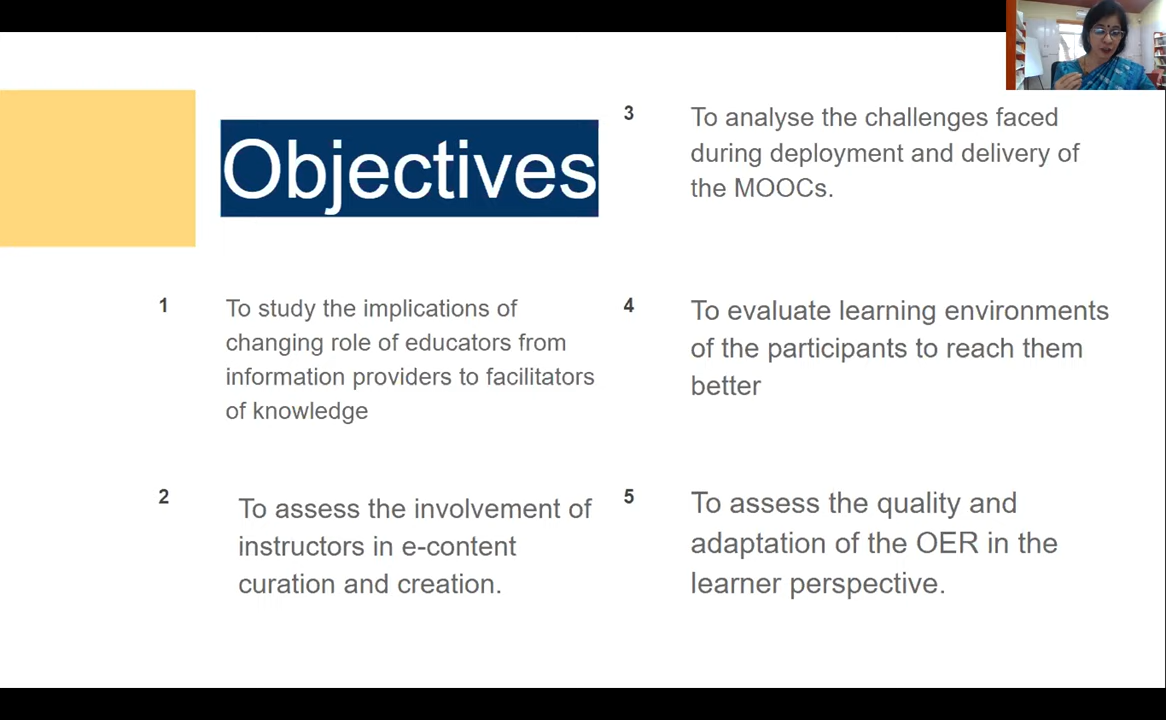 Objectives
1
To study the implications of
changing role of educators from
information providers to facilitators
of knowledge
2
To assess the involvement of
instructors in e-content
curation and creation.
3
To analyse the challenges faced
during deployment and delivery of
the MOOCs.
4
To evaluate learning environments
of the participants to reach them
better
5
To assess the quality and
adaptation of the OER in the
learner perspective.